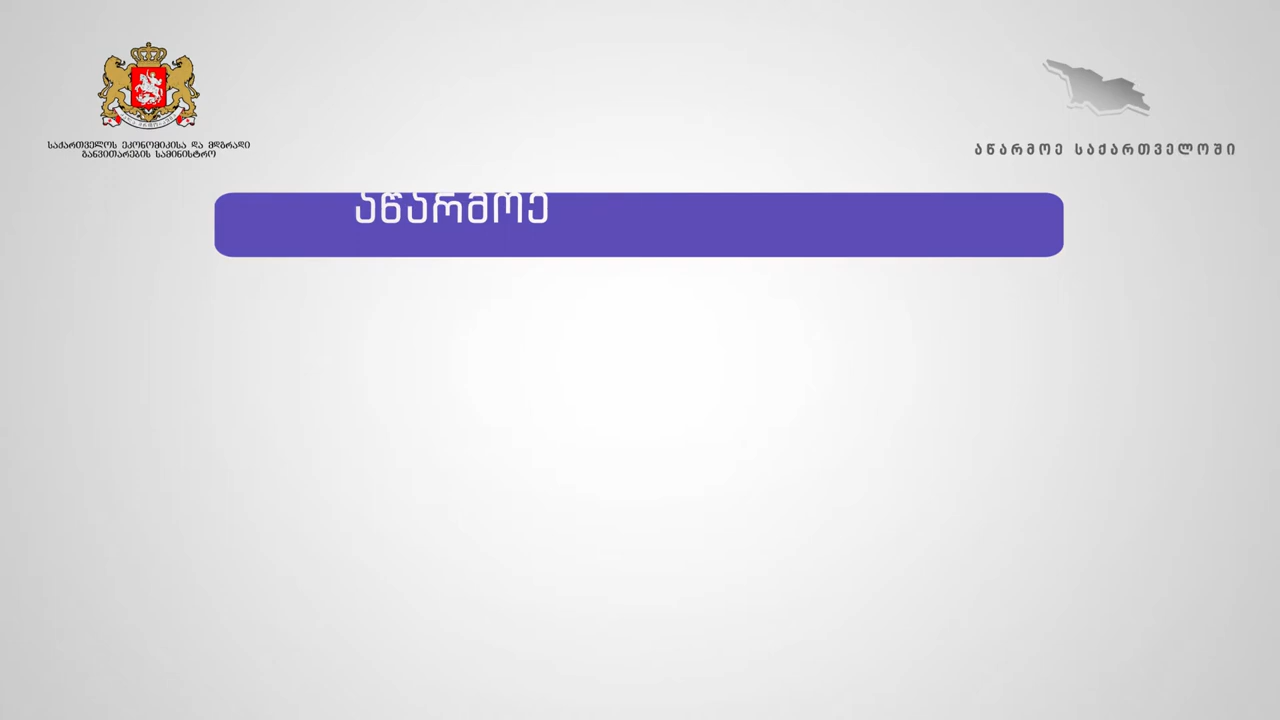 საქართველოს ეკონომიკისა და მდგრადი
განვითარების სამინისტრო
აწარმოე საქართველოში
აწარმოე